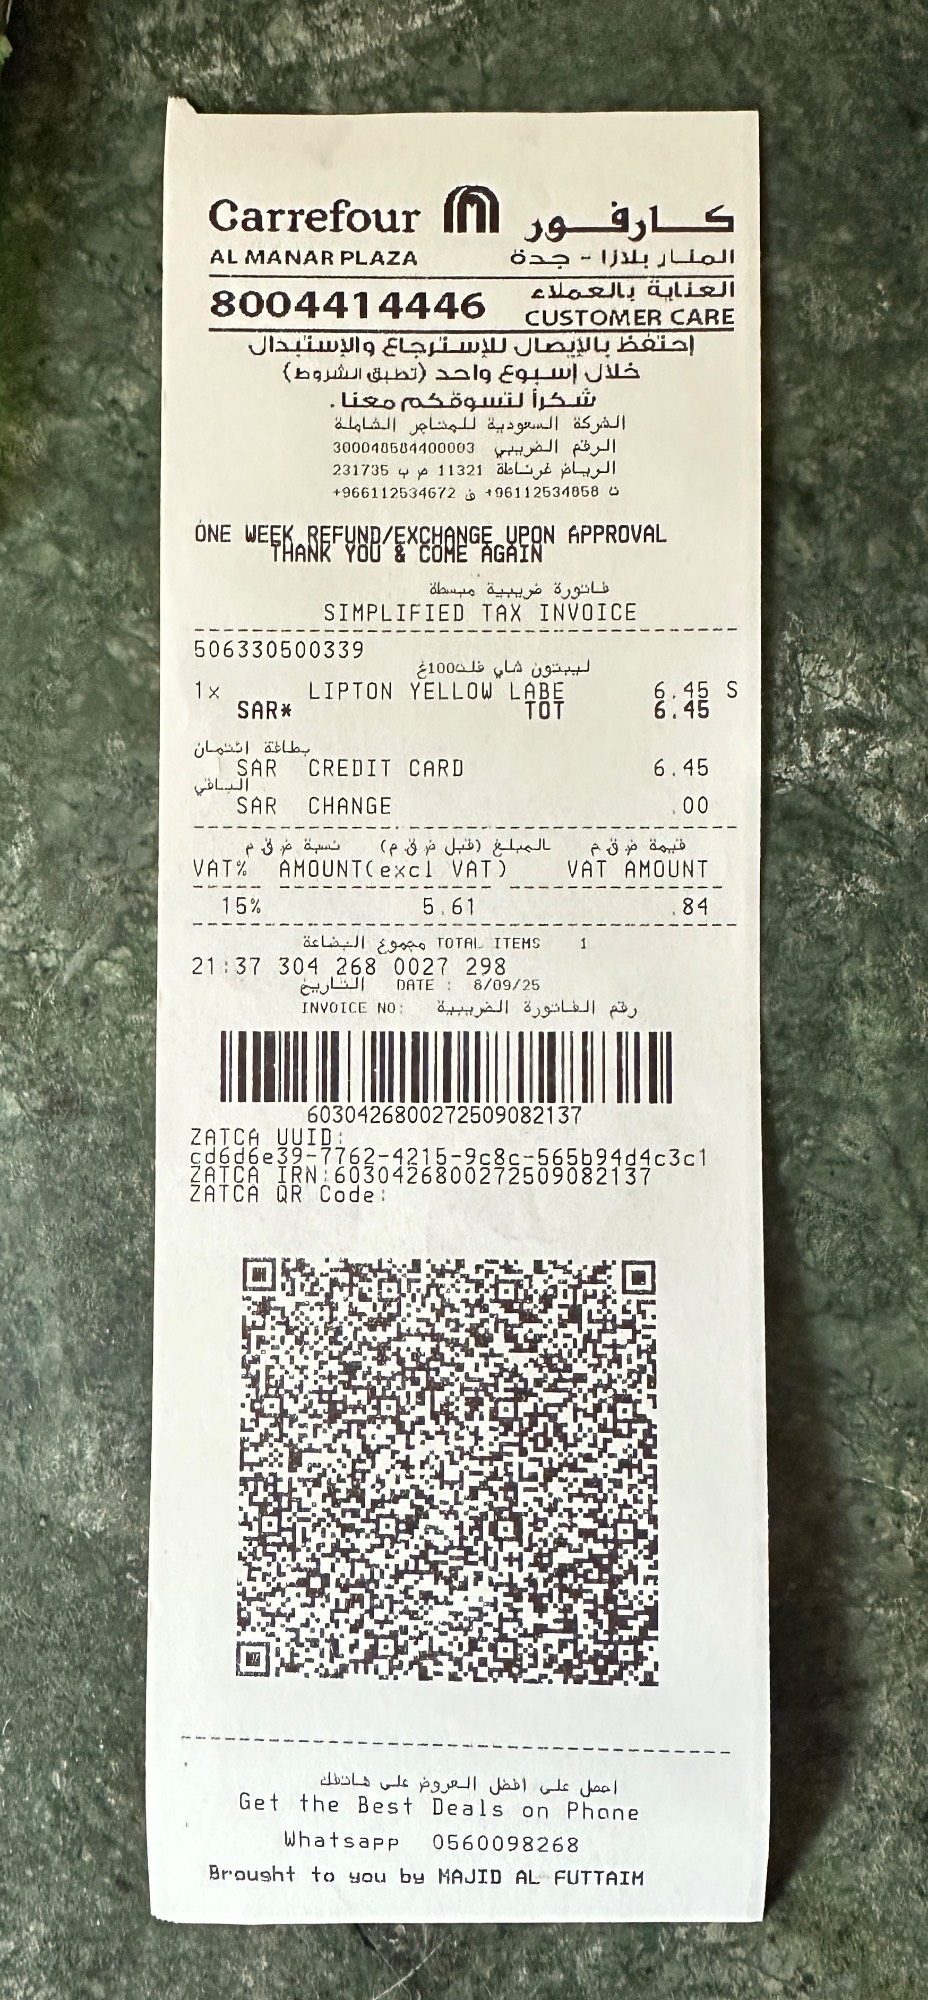 Carrefour كارفور
AL MANAR PLAZA المنار بلازا - جدة
8004414446 العناية بالعملاء
CUSTOMER CARE
إحتفظ بالإيصال للإسترجاع والإستبدال
خلال إسبوع واحد (تطبق الشروط)
شكراً لتسوقكم معنا.
الشركة السعودية للمتاجر الشاملة
الرقم الضريبي 300048584400003
الرياض غرناطة 11321 ص ب 231735
ت 96112534858+ ف 966112534672+
ONE WEEK REFUND/EXCHANGE UPON APPROVAL
THANK YOU & COME AGAIN
فاتورة ضريبية مبسطة
SIMPLIFIED TAX INVOICE
506330500339
ليبتون شاي فلت100غ
1x LIPTON YELLOW LABE 6.45 S
SAR* TOT 6.45
بطاقة إئتمان
SAR CREDIT CARD 6.45
الباقي
SAR CHANGE .00
نسبة ض ق م المبلغ (قبل ض ق م) قيمة ض ق م
VAT% AMOUNT(excl VAT) VAT AMOUNT
15% 5.61 .84
مجموع البضاعة TOTAL ITEMS 1
21:37 304 268 0027 298
التاريخ DATE : 8/09/25
INVOICE NO: رقم الفاتورة الضريبية
6030426800272509082137
ZATCA UUID:
cd6d6e39-7762-4215-9c8c-565b94d4c3c1
ZATCA IRN:6030426800272509082137
ZATCA QR Code:
احصل على افضل العروض على هاتفك
Get the Best Deals on Phone
Whatsapp 0560098268
Brought to you by MAJID AL FUTTAIM